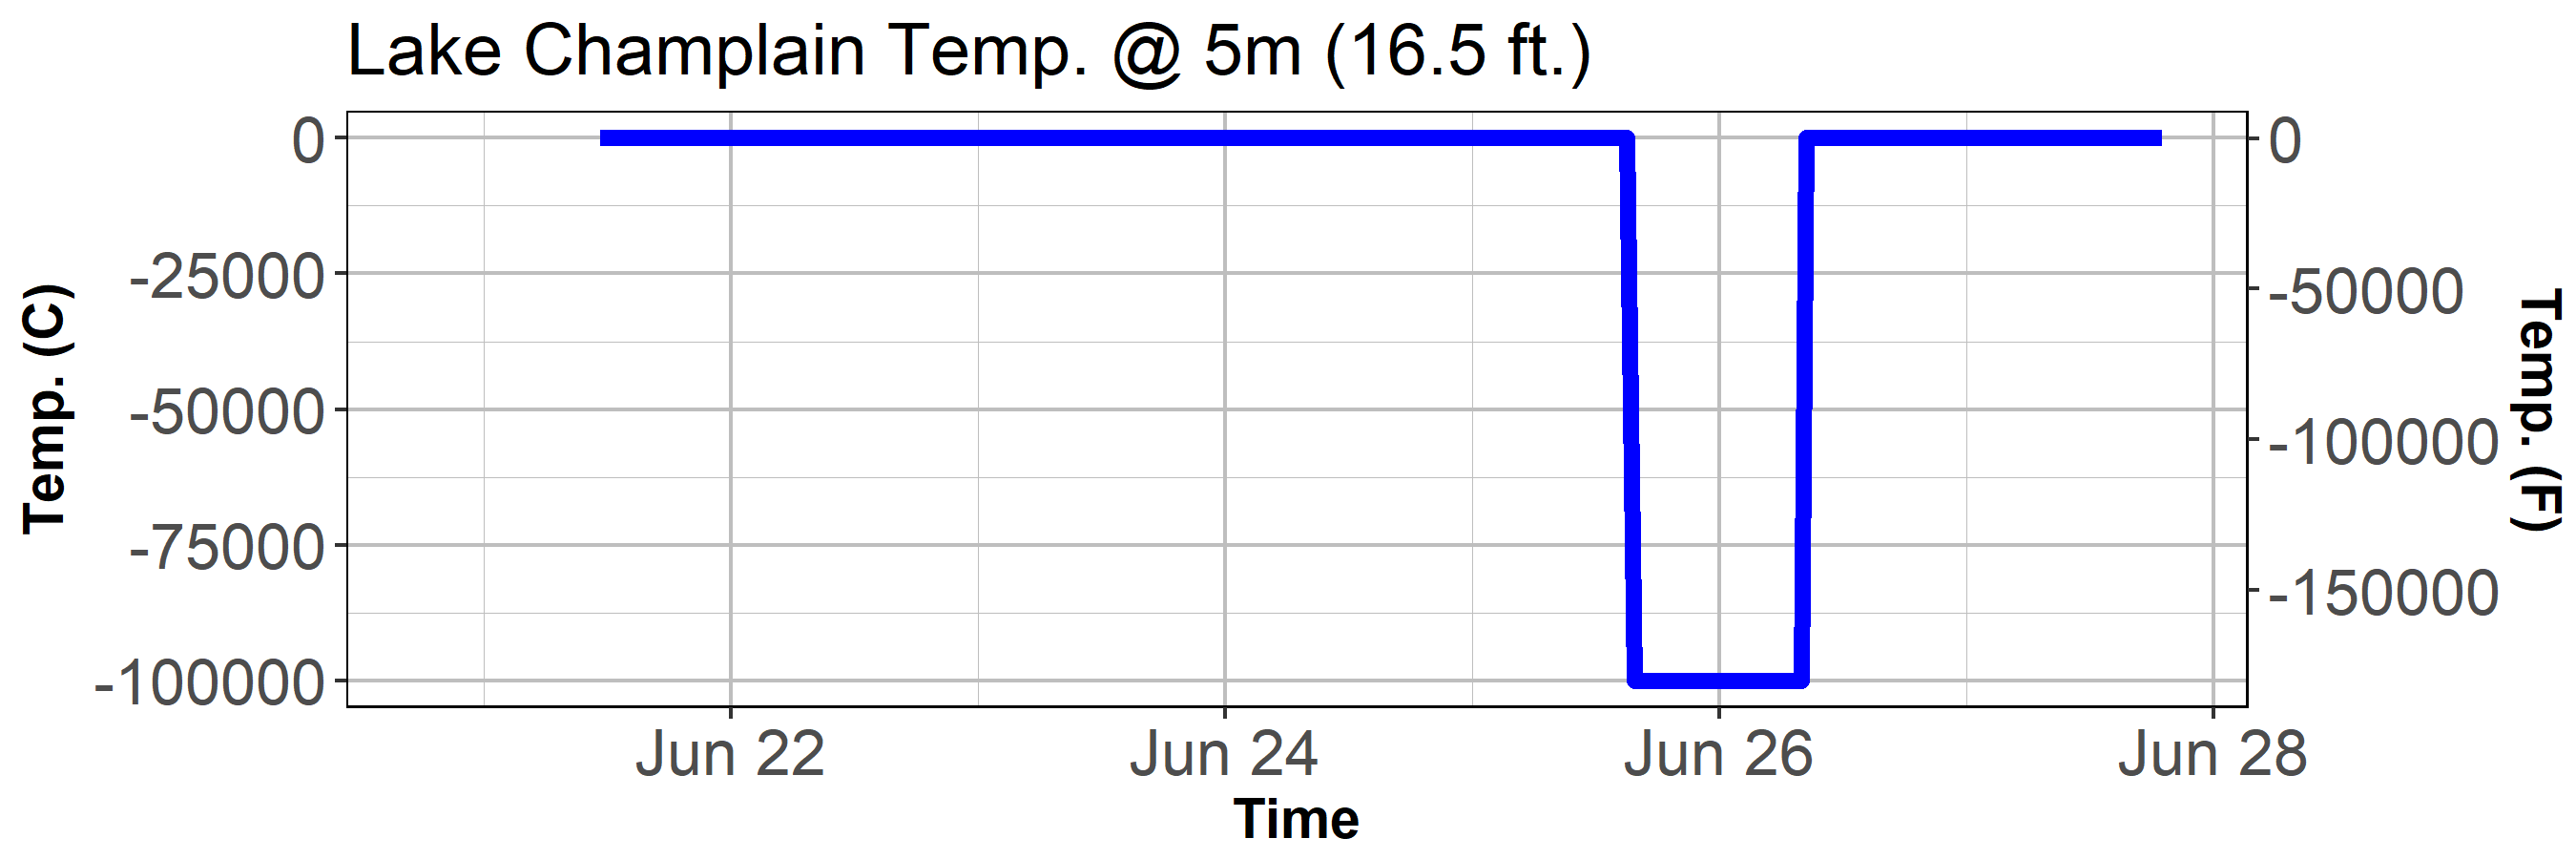 Lake Champlain Temp. @ 5m (16.5 ft.)
Temp. (C)
0
-25000
-50000
-75000
-100000
0
-50000
-100000
-150000
Temp. (F)
Jun 22
Jun 24
Jun 26
Jun 28
Time